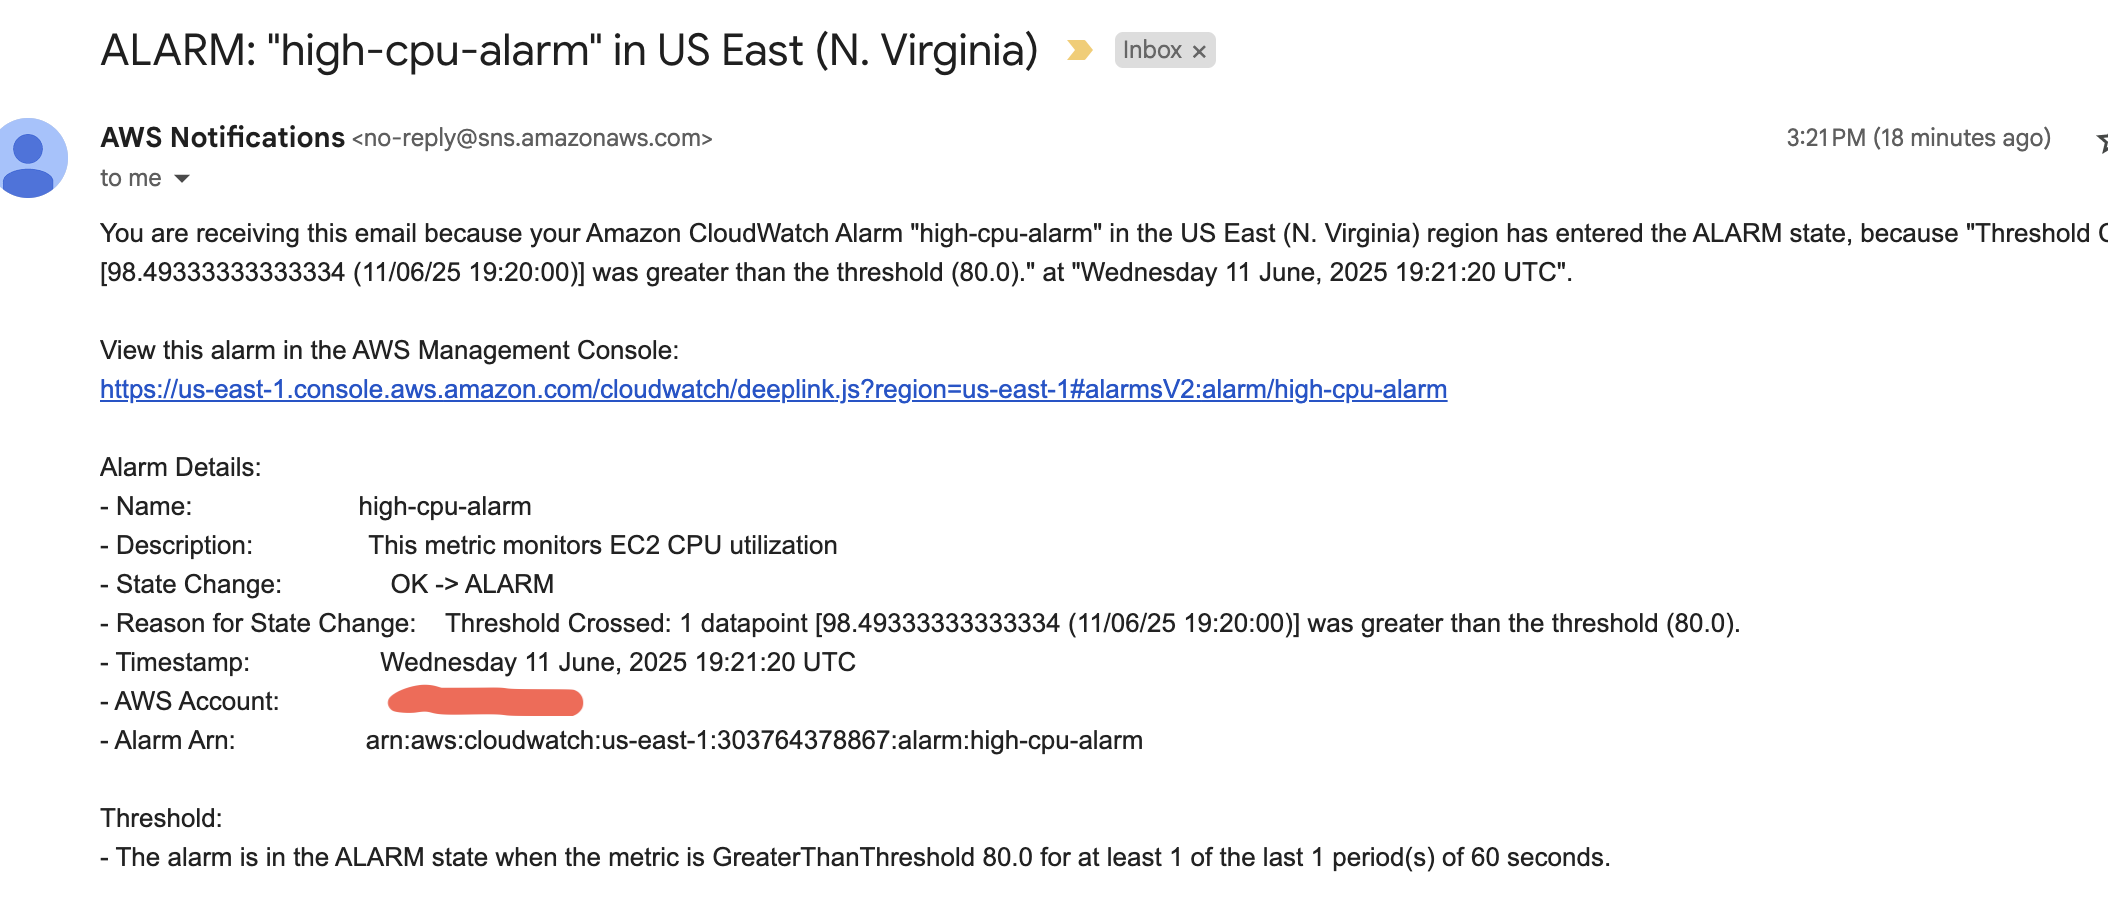 ALARM: "high-cpu-alarm" in US East (N. Virginia) Inbox ×
AWS Notifications <no-reply@sns.amazonaws.com> 3:21 PM (18 minutes ago)
to me
You are receiving this email because your Amazon CloudWatch Alarm "high-cpu-alarm" in the US East (N. Virginia) region has entered the ALARM state, because "Threshold
[98.49333333333334 (11/06/25 19:20:00)] was greater than the threshold (80.0)." at "Wednesday 11 June, 2025 19:21:20 UTC".
View this alarm in the AWS Management Console:
https://us-east-1.console.aws.amazon.com/cloudwatch/deeplink.js?region=us-east-1#alarmsV2:alarm/high-cpu-alarm
Alarm Details:
- Name: high-cpu-alarm
- Description: This metric monitors EC2 CPU utilization
- State Change: OK -> ALARM
- Reason for State Change: Threshold Crossed: 1 datapoint [98.49333333333334 (11/06/25 19:20:00)] was greater than the threshold (80.0).
- Timestamp: Wednesday 11 June, 2025 19:21:20 UTC
- AWS Account:
- Alarm Arn: arn:aws:cloudwatch:us-east-1:303764378867:alarm:high-cpu-alarm
Threshold:
- The alarm is in the ALARM state when the metric is GreaterThanThreshold 80.0 for at least 1 of the last 1 period(s) of 60 seconds.